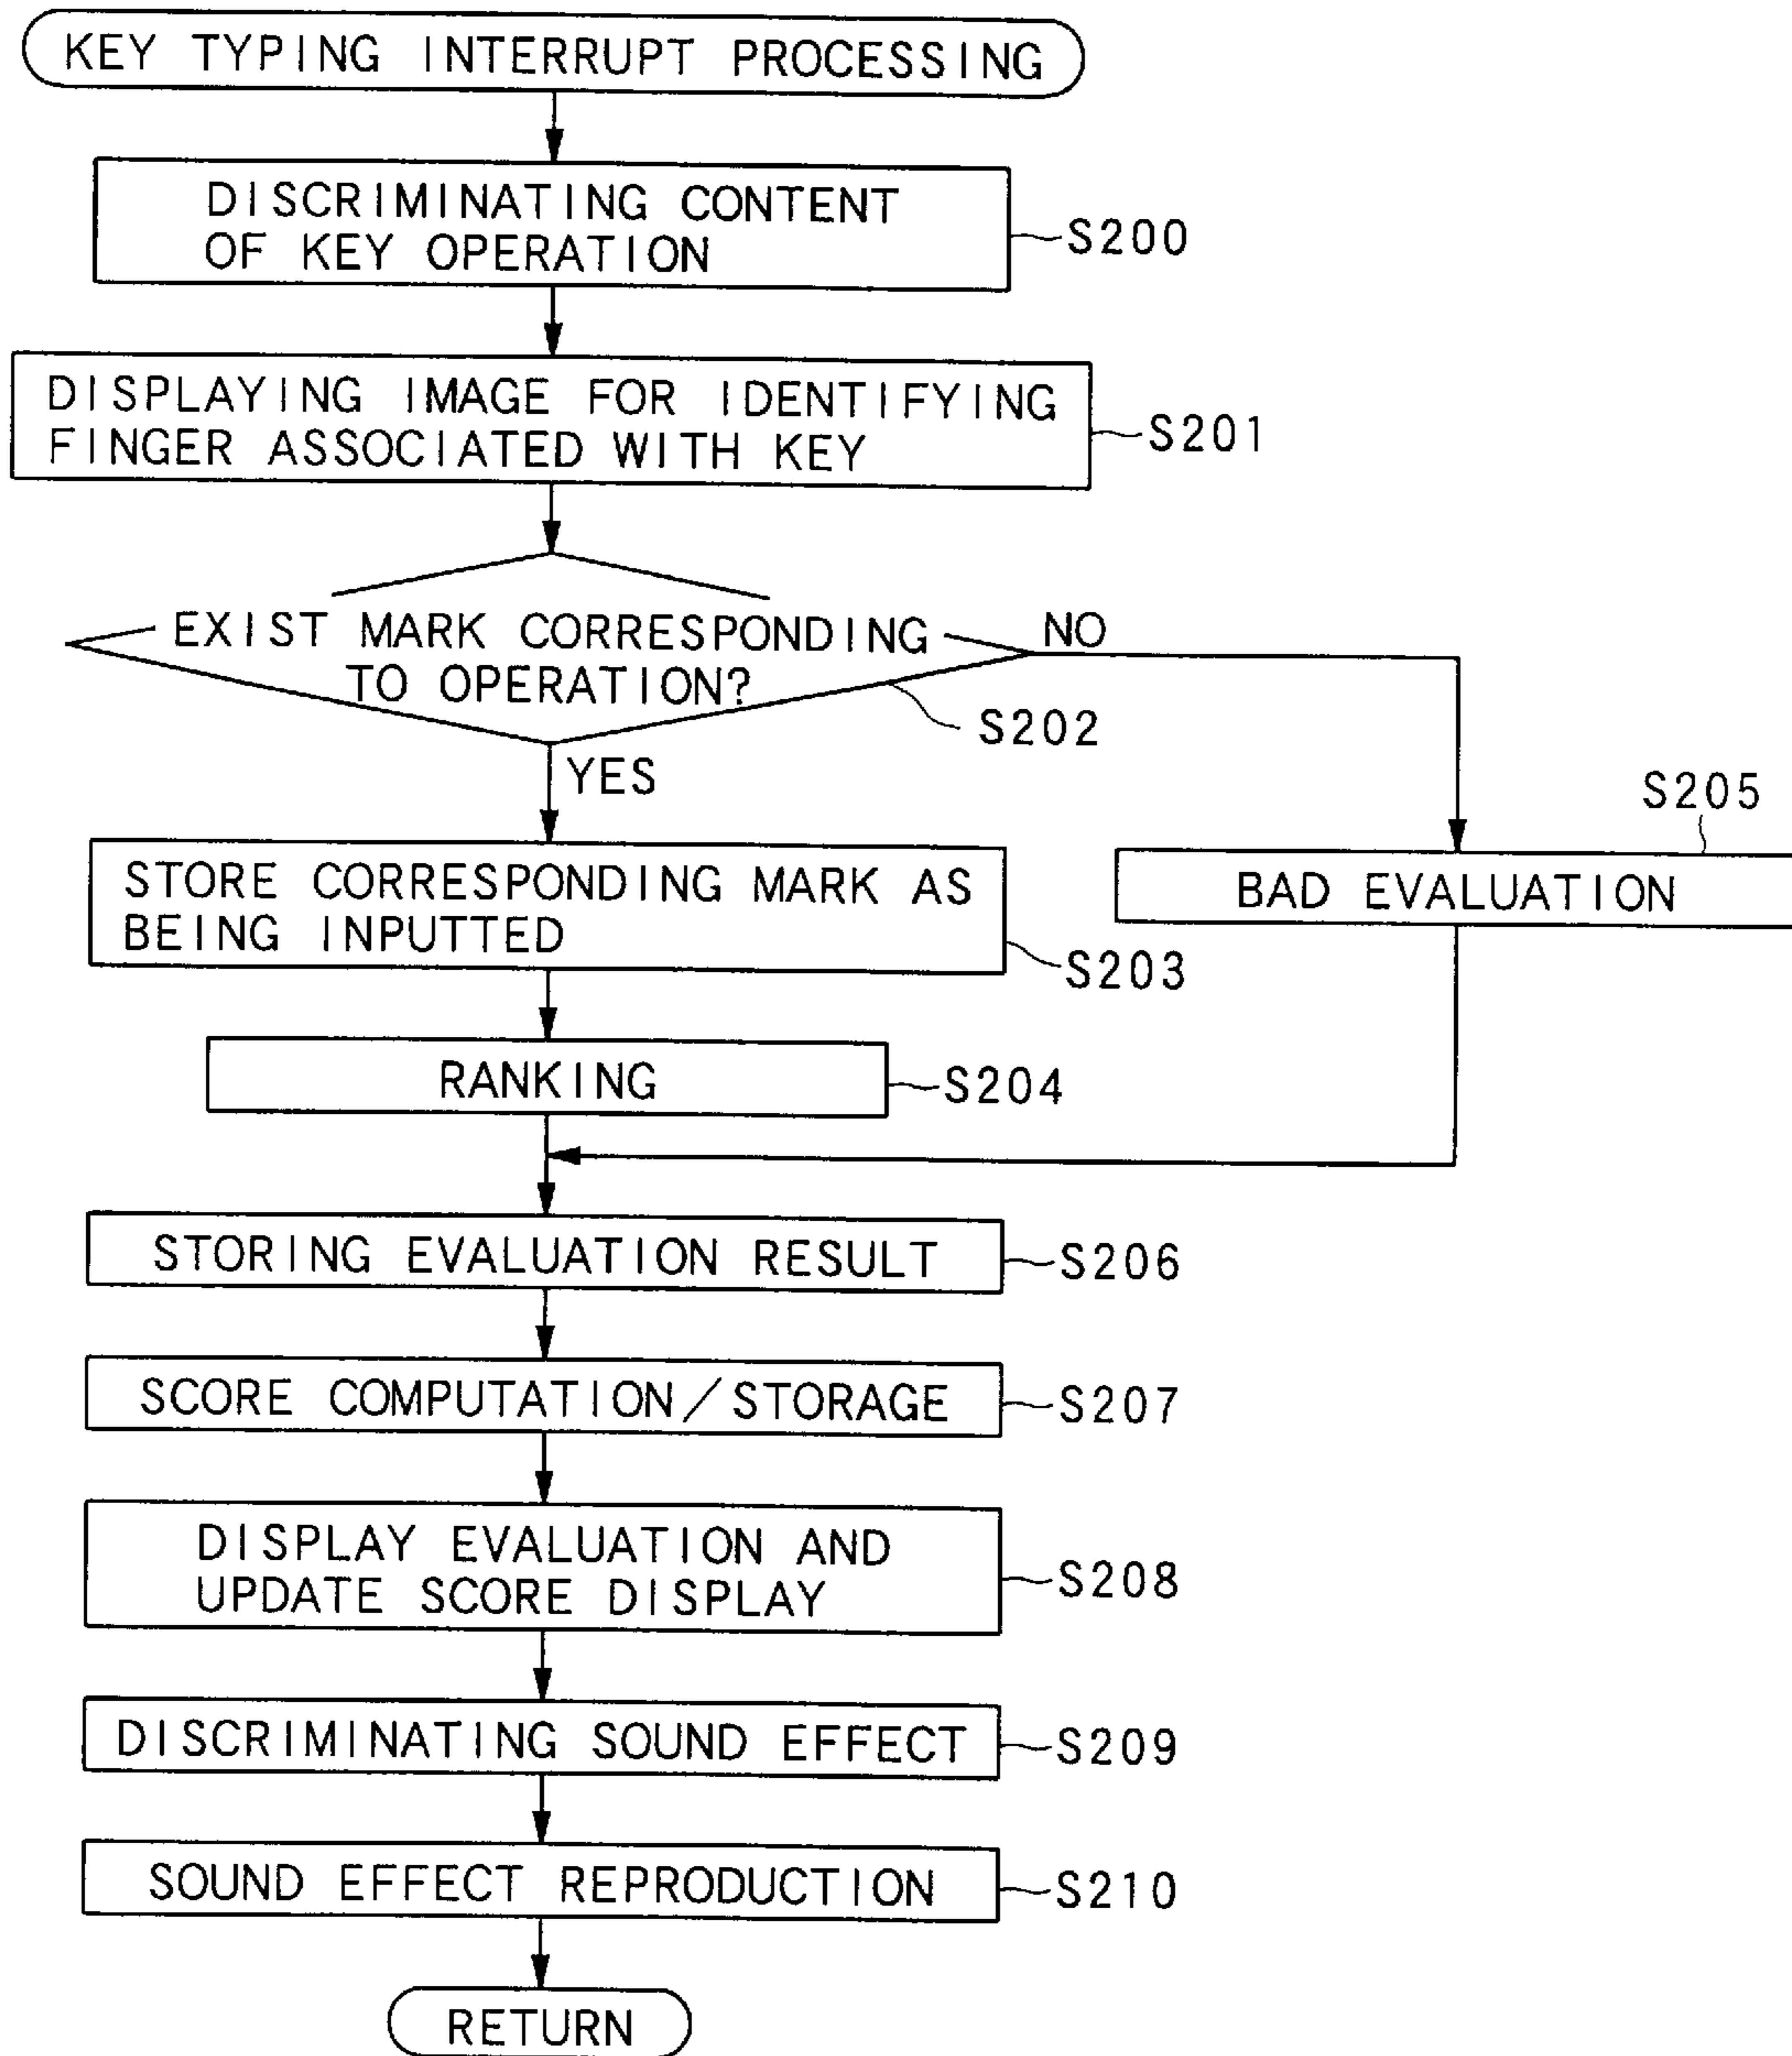 KEY TYPING INTERRUPT PROCESSING
DISCRIMINATING CONTENT
OF KEY OPERATION
S200
DISPLAYING IMAGE FOR IDENTIFYING
FINGER ASSOCIATED WITH KEY
S201
EXIST MARK CORRESPONDING
TO OPERATION?
NO
S202
YES
S205
STORE CORRESPONDING MARK AS
BEING INPUTTED
S203
BAD EVALUATION
RANKING
S204
STORING EVALUATION RESULT
S206
SCORE COMPUTATION/STORAGE
S207
DISPLAY EVALUATION AND
UPDATE SCORE DISPLAY
S208
DISCRIMINATING SOUND EFFECT
S209
SOUND EFFECT REPRODUCTION
S210
RETURN